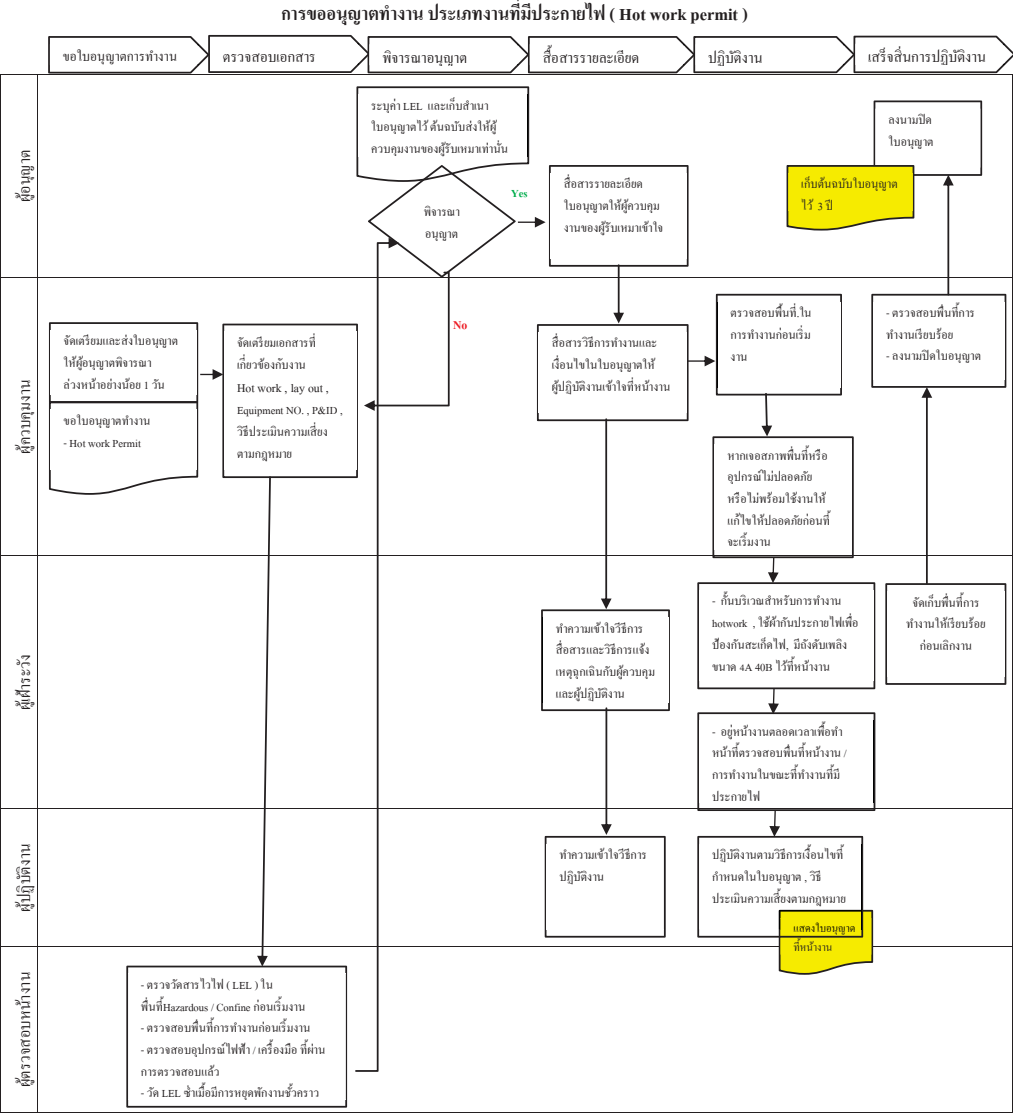 การขออนุญาตทำงาน ประเภทงานที่มีประกายไฟ ( Hot work permit )
ขอใบอนุญาตการทำงาน
ตรวจสอบเอกสาร
พิจารณาอนุญาต
สื่อสารรายละเอียด
ปฏิบัติงาน
เสร็จสิ้นการปฏิบัติงาน
ผู้อนุญาต
ระบุค่า LEL และเก็บสำเนา
ใบอนุญาตไว้ ต้นฉบับส่งให้ผู้
ควบคุมงานของผู้รับเหมาเท่านั้น
พิจารณา
อนุญาต
Yes
No
สื่อสารรายละเอียด
ใบอนุญาตให้ผู้ควบคุม
งานของผู้รับเหมาเข้าใจ
ลงนามปิด
ใบอนุญาต
เก็บต้นฉบับใบอนุญาต
ไว้ 3 ปี
ผู้ควบคุมงาน
จัดเตรียมและส่งใบอนุญาต
ให้ผู้อนุญาตพิจารณา
ล่วงหน้าอย่างน้อย 1 วัน
ขอใบอนุญาตทำงาน
- Hot work Permit
จัดเตรียมเอกสารที่
เกี่ยวข้องกับงาน
Hot work , lay out ,
Equipment NO. , P&ID ,
วิธีประเมินความเสี่ยง
ตามกฎหมาย
สื่อสารวิธีการทำงานและ
เงื่อนไขในใบอนุญาตให้
ผู้ปฏิบัติงานเข้าใจที่หน้างาน
ตรวจสอบพื้นที่.ใน
การทำงานก่อนเริ่ม
งาน
หากเจอสภาพพื้นที่หรือ
อุปกรณ์ไม่ปลอดภัย
หรือไม่พร้อมใช้งานให้
แก้ไขให้ปลอดภัยก่อนที่
จะเริ่มงาน
- ตรวจสอบพื้นที่การ
ทำงานเรียบร้อย
- ลงนามปิดใบอนุญาต
ผู้เฝ้าระวัง
ทำความเข้าใจวิธีการ
สื่อสารและวิธีการแจ้ง
เหตุฉุกเฉินกับผู้ควบคุม
และผู้ปฏิบัติงาน
- กั้นบริเวณสำหรับการทำงาน
hotwork , ใช้ผ้ากันประกายไฟเพื่อ
ป้องกันสะเก็ดไฟ, มีถังดับเพลิง
ขนาด 4A 40B ไว้ที่หน้างาน
- อยู่หน้างานตลอดเวลาเพื่อทำ
หน้าที่ตรวจสอบพื้นที่หน้างาน /
การทำงานในขณะที่ทำงานที่มี
ประกายไฟ
จัดเก็บพื้นที่การ
ทำงานให้เรียบร้อย
ก่อนเลิกงาน
ผู้ปฏิบัติงาน
ทำความเข้าใจวิธีการ
ปฏิบัติงาน
ปฏิบัติงานตามวิธีการเงื่อนไขที่
กำหนดในใบอนุญาต , วิธี
ประเมินความเสี่ยงตามกฎหมาย
แสดงใบอนุญาต
ที่หน้างาน
ผู้ตรวจสอบหน้างาน
- ตรวจวัดสารไวไฟ ( LEL ) ใน
พื้นที่Hazardous / Confine ก่อนเริ่มงาน
- ตรวจสอบพื้นที่การทำงานก่อนเริ่มงาน
- ตรวจสอบอุปกรณ์ไฟฟ้า / เครื่องมือ ที่ผ่าน
การตรวจสอบแล้ว
- วัด LEL ซ้ำเมื่อมีการหยุดพักงานชั่วคราว